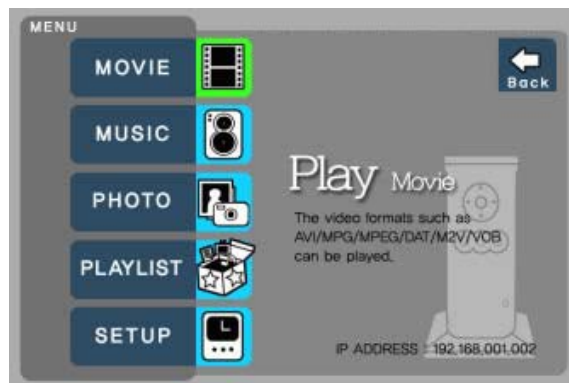 MENU
MOVIE
MUSIC
PHOTO
PLAYLIST
SETUP
Back
Play Movie
The video formats such as
AVI/MPG/MPEG/DAT/M2V/VOB
can be played.
IP ADDRESS : 192.168.001.002